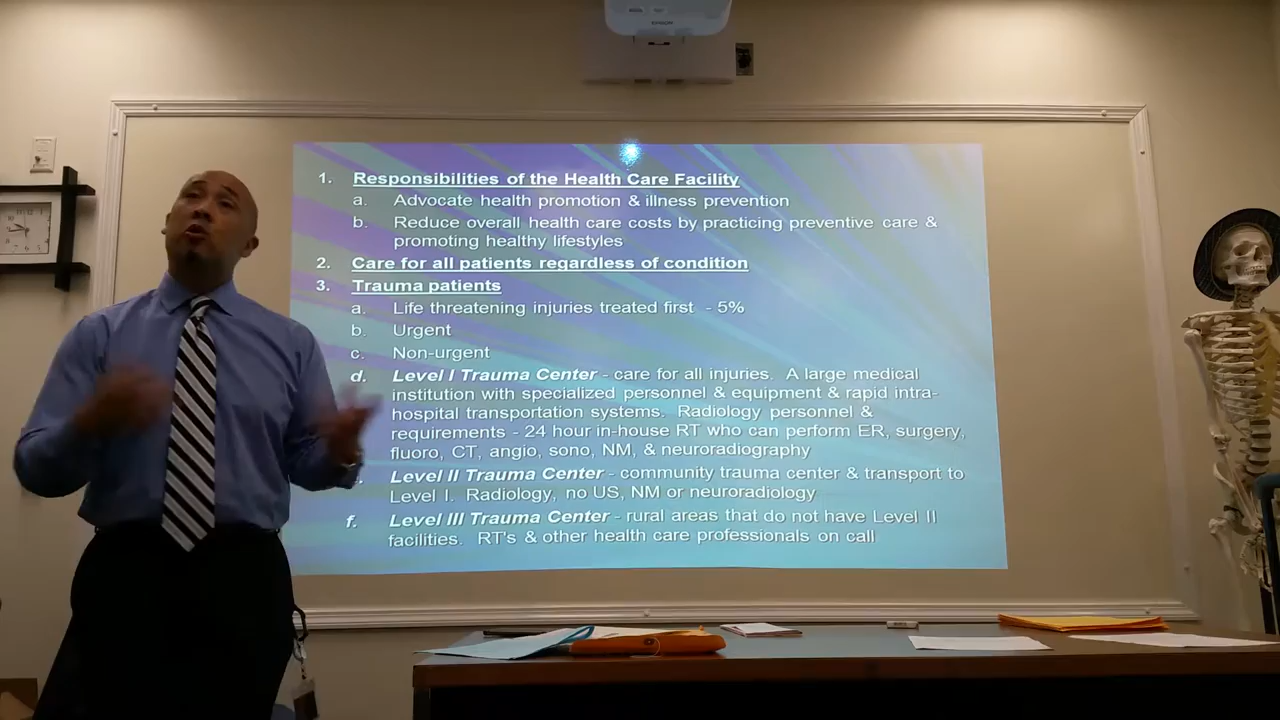 EPSON
1. Responsibilities of the Health Care Facility
a. Advocate health promotion & illness prevention
b. Reduce overall health care costs by practicing preventive care &
promoting healthy lifestyles
2. Care for all patients regardless of condition
3. Trauma patients
a. Life threatening injuries treated first - 5%
b. Urgent
c. Non-urgent
d. Level I Trauma Center - care for all injuries. A large medical
institution with specialized personnel & equipment & rapid intra-
hospital transportation systems. Radiology personnel &
requirements - 24 hour in-house RT who can perform ER, surgery,
fluoro, CT, angio, sono, NM, & neuroradiography
Level II Trauma Center - community trauma center & transport to
Level I. Radiology, no US, NM or neuroradiology
f. Level III Trauma Center - rural areas that do not have Level II
facilities. RT's & other health care professionals on call